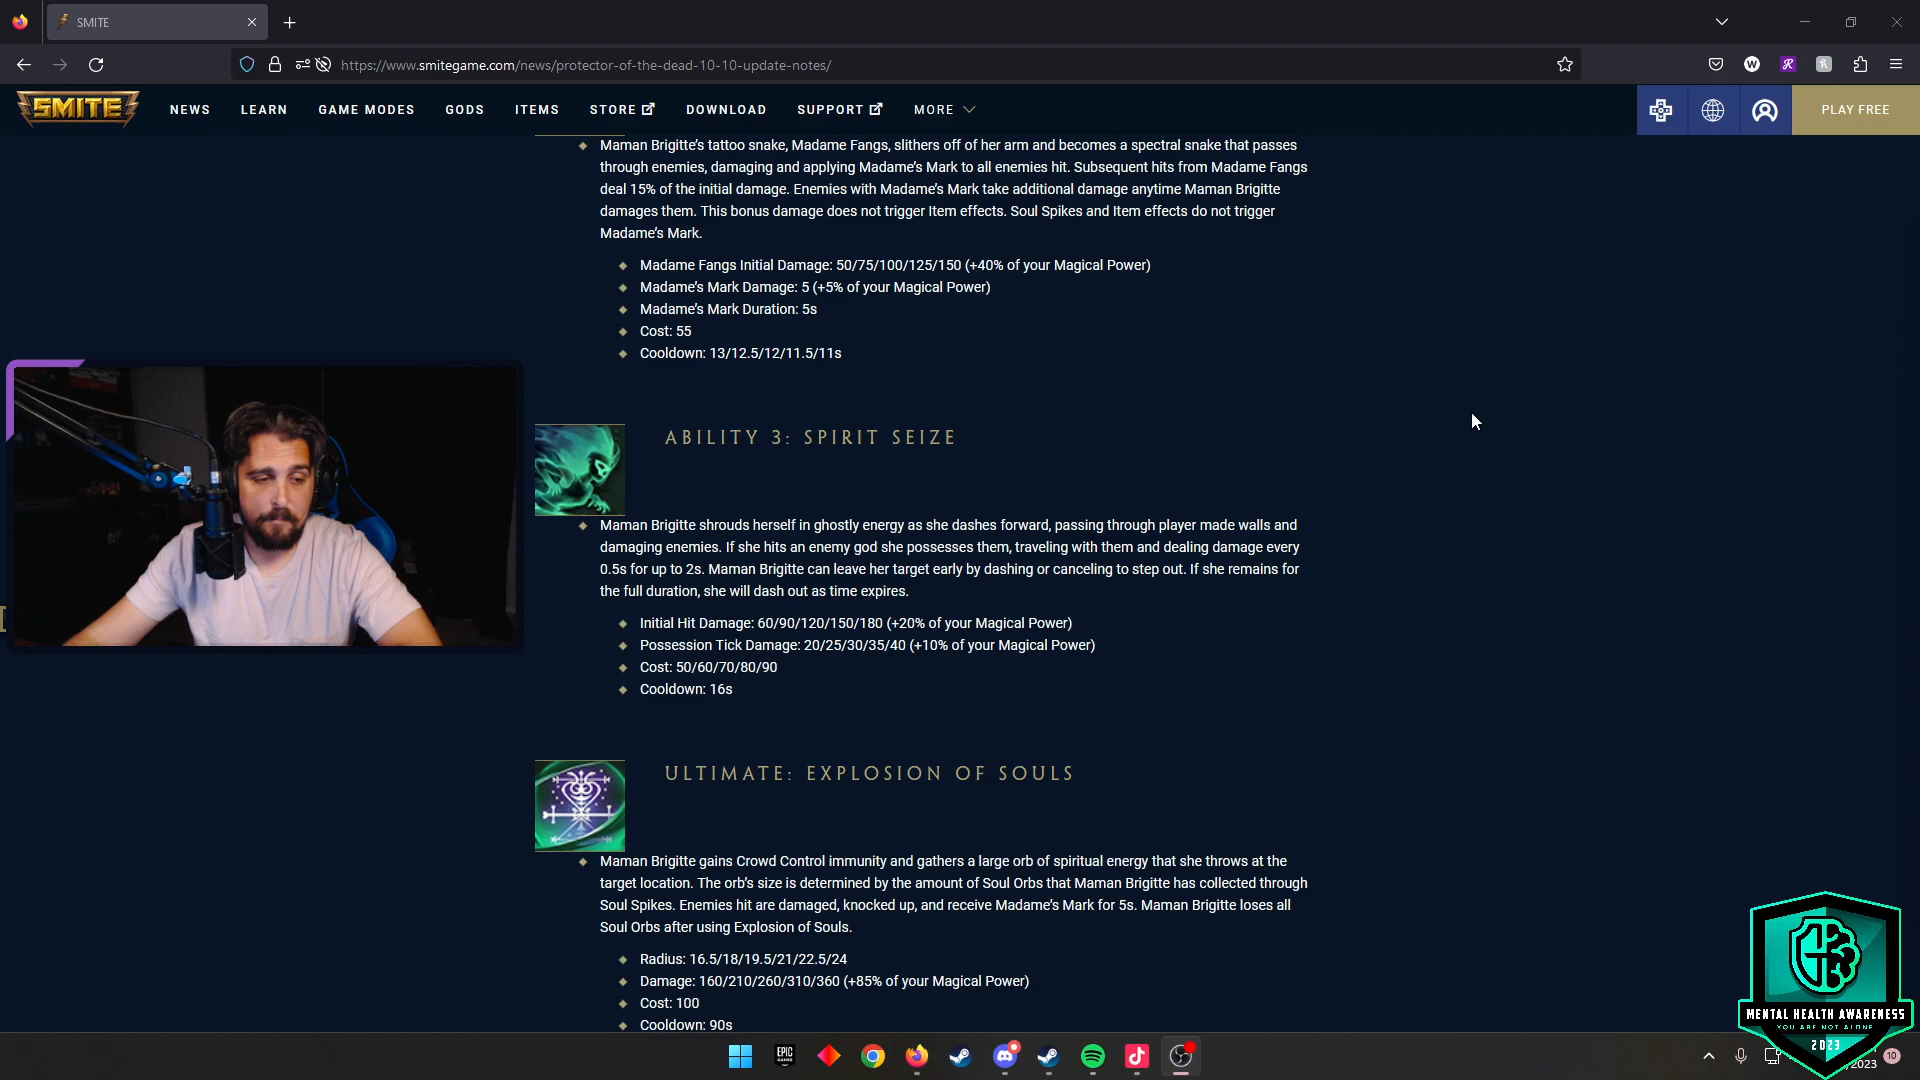 SMITE
https://www.smitegame.com/news/protector-of-the-dead-10-10-update-notes/
SMITE
NEWS
LEARN
GAME MODES
GODS
ITEMS
STORE
DOWNLOAD
SUPPORT
MORE
PLAY FREE
Maman Brigitte's tattoo snake, Madame Fangs, slithers off of her arm and becomes a spectral snake that passes
through enemies, damaging and applying Madame's Mark to all enemies hit. Subsequent hits from Madame Fangs
deal 15% of the initial damage. Enemies with Madame's Mark take additional damage anytime Maman Brigitte
damages them. This bonus damage does not trigger Item effects. Soul Spikes and Item effects do not trigger
Madame's Mark.
Madame Fangs Initial Damage: 50/75/100/125/150 (+40% of your Magical Power)
Madame's Mark Damage: 5 (+5% of your Magical Power)
Madame's Mark Duration: 5s
Cost: 55
Cooldown: 13/12.5/12/11.5/11s
ABILITY 3: SPIRIT SEIZE
Maman Brigitte shrouds herself in ghostly energy as she dashes forward, passing through player made walls and
damaging enemies. If she hits an enemy god she possesses them, traveling with them and dealing damage every
0.5s for up to 2s. Maman Brigitte can leave her target early by dashing or canceling to step out. If she remains for
the full duration, she will dash out as time expires.
Initial Hit Damage: 60/90/120/150/180 (+20% of your Magical Power)
Possession Tick Damage: 20/25/30/35/40 (+10% of your Magical Power)
Cost: 50/60/70/80/90
Cooldown: 16s
ULTIMATE: EXPLOSION OF SOULS
Maman Brigitte gains Crowd Control immunity and gathers a large orb of spiritual energy that she throws at the
target location. The orb's size is determined by the amount of Soul Orbs that Maman Brigitte has collected through
Soul Spikes. Enemies hit are damaged, knocked up, and receive Madame's Mark for 5s. Maman Brigitte loses all
Soul Orbs after using Explosion of Souls.
Radius: 16.5/18/19.5/21/22.5/24
Damage: 160/210/260/310/360 (+85% of your Magical Power)
Cost: 100
Cooldown: 90s
MENTAL HEALTH AWARENESS
YOU ARE NOT ALONE
2023
EPIC
GAMES
/2023
10